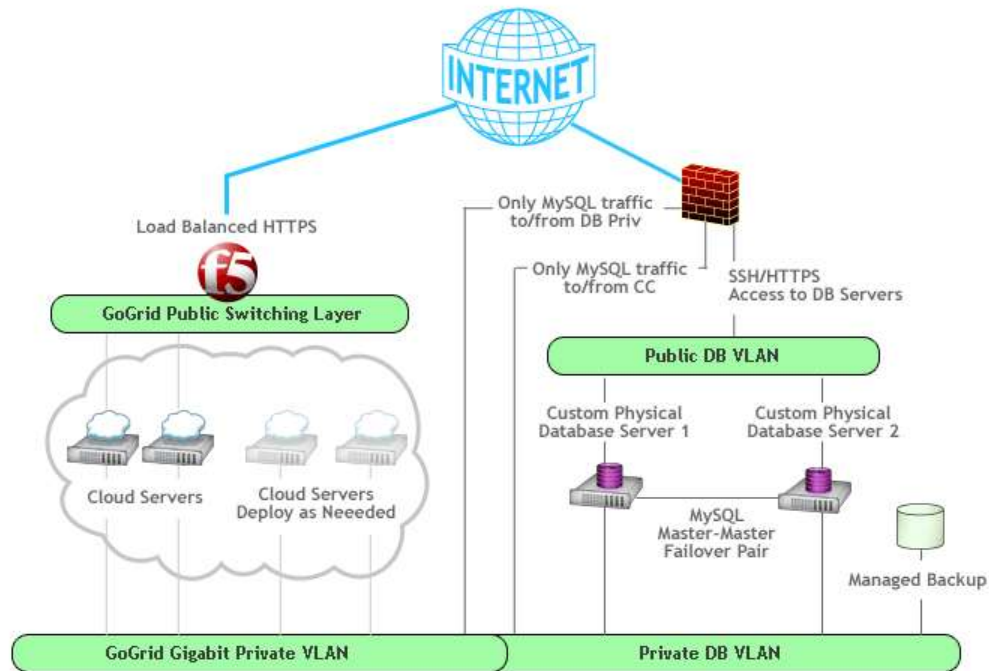 INTERNET
Only MySQL traffic
to/from DB Priv
Load Balanced HTTPS
f5
Only MySQL traffic
to/from CC
SSH/HTTPS
Access to DB Servers
GoGrid Public Switching Layer
Public DB VLAN
Custom Physical
Database Server 1
Custom Physical
Database Server 2
Cloud Servers
Cloud Servers
Deploy as Neeeded
MySQL
Master-Master
Failover Pair
Managed Backup
GoGrid Gigabit Private VLAN
Private DB VLAN